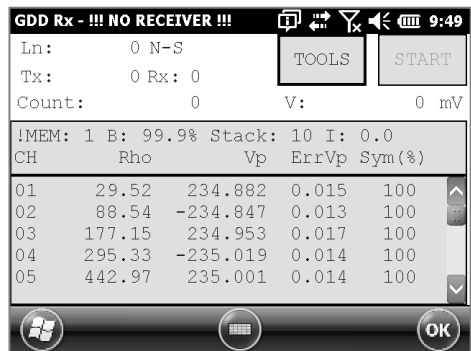 GDD Rx - !!! NO RECEIVER !!! 9:49
Ln: 0 N-S
TOOLS START
Tx: 0 Rx: 0
Count: 0 V: 0 mV
!MEM: 1 B: 99.9% Stack: 10 I: 0.0
CH Rho Vp ErrVp Sym(%)
01 29.52 234.882 0.015 100
02 88.54 -234.847 0.013 100
03 177.15 234.953 0.017 100
04 295.33 -235.019 0.014 100
05 442.97 235.001 0.014 100
OK